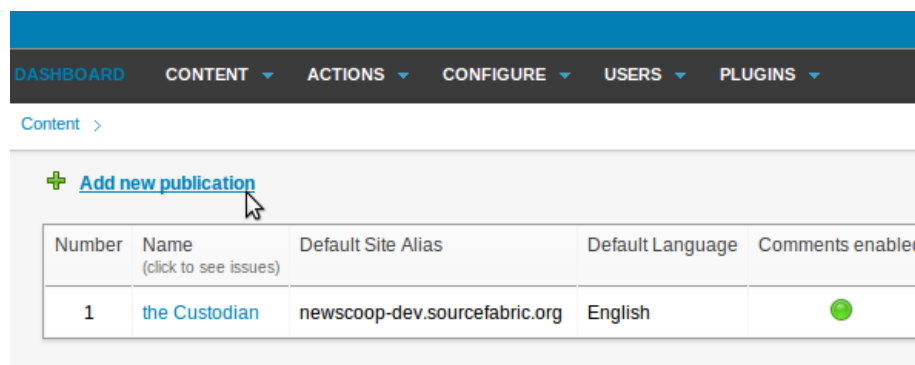 DASHBOARD CONTENT ACTIONS CONFIGURE USERS PLUGINS
Content >
Add new publication
Number Name Default Site Alias Default Language Comments enabled
(click to see issues)
1 the Custodian newscoop-dev.sourcefabric.org English